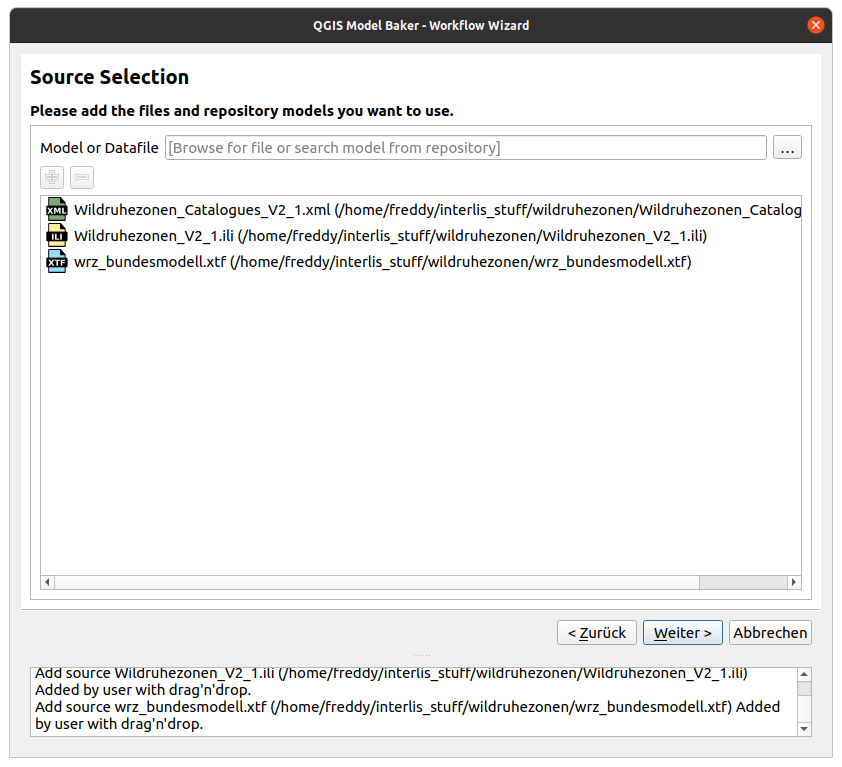 QGIS Model Baker - Workflow Wizard
Source Selection
Please add the files and repository models you want to use.
Model or Datafile [Browse for file or search model from repository] ...
XML Wildruhezonen_Catalogues_V2_1.xml (/home/freddy/interlis_stuff/wildruhezonen/Wildruhezonen_Catalog
ILI Wildruhezonen_V2_1.ili (/home/freddy/interlis_stuff/wildruhezonen/Wildruhezonen_V2_1.ili)
XTF wrz_bundesmodell.xtf (/home/freddy/interlis_stuff/wildruhezonen/wrz_bundesmodell.xtf)
< Zurück Weiter > Abbrechen
Add source Wildruhezonen_V2_1.ili (/home/freddy/interlis_stuff/wildruhezonen/Wildruhezonen_V2_1.ili)
Added by user with drag'n'drop.
Add source wrz_bundesmodell.xtf (/home/freddy/interlis_stuff/wildruhezonen/wrz_bundesmodell.xtf) Added
by user with drag'n'drop.